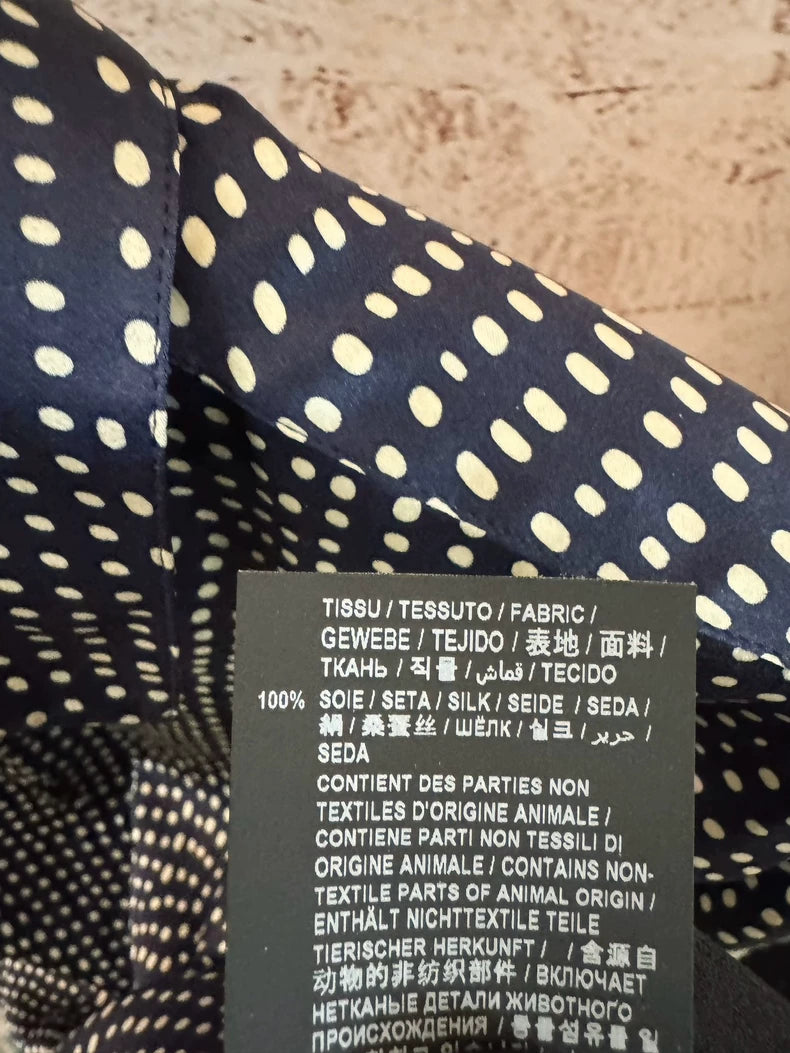 TISSU / TESSUTO / FABRIC /
GEWEBE / TEJIDO / 表地 / 面料 /
ТКАНЬ / 직물 / قماش / TECIDO
100% SOIE / SETA / SILK / SEIDE / SEDA /
絹 / 桑蚕丝 / ШЁЛК / 실크 / حرير /
SEDA
CONTIENT DES PARTIES NON
TEXTILES D'ORIGINE ANIMALE /
CONTIENE PARTI NON TESSILI DI
ORIGINE ANIMALE / CONTAINS NON-
TEXTILE PARTS OF ANIMAL ORIGIN /
ENTHÄLT NICHTTEXTILE TEILE
TIERISCHER HERKUNFT / / 含源自
动物的非纺织部件 / ВКЛЮЧАЕТ
НЕТКАНЫЕ ДЕТАЛИ ЖИВОТНОГО
ПРОИСХОЖДЕНИЯ /